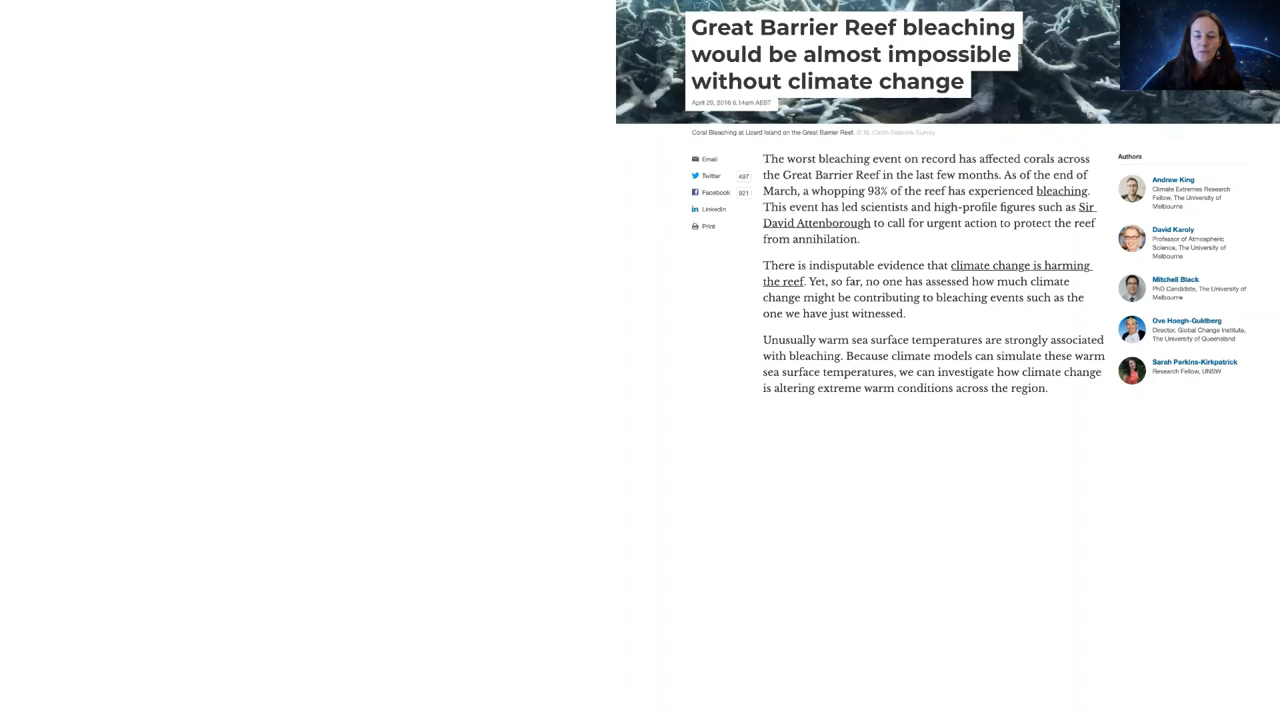 Great Barrier Reef bleaching
would be almost impossible
without climate change
April 29, 2016 6.14am AEST
Coral Bleaching at Lizard Island on the Great Barrier Reef. © XL Catlin Seaview Survey
Email
Twitter 497
Facebook 921
LinkedIn
Print
The worst bleaching event on record has affected corals across
the Great Barrier Reef in the last few months. As of the end of
March, a whopping 93% of the reef has experienced bleaching.
This event has led scientists and high-profile figures such as Sir
David Attenborough to call for urgent action to protect the reef
from annihilation.
There is indisputable evidence that climate change is harming
the reef. Yet, so far, no one has assessed how much climate
change might be contributing to bleaching events such as the
one we have just witnessed.
Unusually warm sea surface temperatures are strongly associated
with bleaching. Because climate models can simulate these warm
sea surface temperatures, we can investigate how climate change
is altering extreme warm conditions across the region.
Authors
Andrew King
Climate Extremes Research
Fellow, The University of
Melbourne
David Karoly
Professor of Atmospheric
Science, The University of
Melbourne
Mitchell Black
PhD Candidate, The University of
Melbourne
Ove Hoegh-Guldberg
Director, Global Change Institute,
The University of Queensland
Sarah Perkins-Kirkpatrick
Research Fellow, UNSW